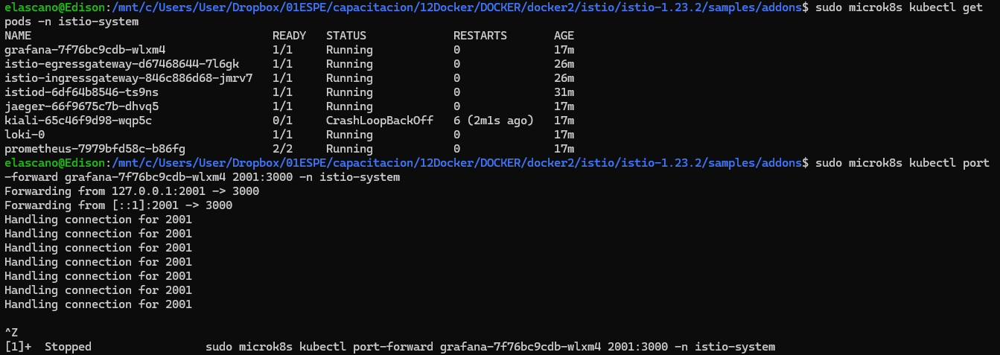 elascano@Edison:/mnt/c/Users/User/Dropbox/01ESPE/capacitacion/12Docker/DOCKER/docker2/istio/istio-1.23.2/samples/addons$ sudo microk8s kubectl get
pods -n istio-system
NAME READY STATUS RESTARTS AGE
grafana-7f76bc9cdb-wlxm4 1/1 Running 0 17m
istio-egressgateway-d67468644-7l6gk 1/1 Running 0 26m
istio-ingressgateway-846c886d68-jmrv7 1/1 Running 0 26m
istiod-6df64b8546-ts9ns 1/1 Running 0 31m
jaeger-66f9675c7b-dhvq5 1/1 Running 0 17m
kiali-65c46f9d98-wqp5c 0/1 CrashLoopBackOff 6 (2m1s ago) 17m
loki-0 1/1 Running 0 17m
prometheus-7979bfd58c-b86fg 2/2 Running 0 17m
elascano@Edison:/mnt/c/Users/User/Dropbox/01ESPE/capacitacion/12Docker/DOCKER/docker2/istio/istio-1.23.2/samples/addons$ sudo microk8s kubectl port
-forward grafana-7f76bc9cdb-wlxm4 2001:3000 -n istio-system
Forwarding from 127.0.0.1:2001 -> 3000
Forwarding from [::1]:2001 -> 3000
Handling connection for 2001
Handling connection for 2001
Handling connection for 2001
Handling connection for 2001
Handling connection for 2001
Handling connection for 2001
Handling connection for 2001
^Z
[1]+ Stopped sudo microk8s kubectl port-forward grafana-7f76bc9cdb-wlxm4 2001:3000 -n istio-system